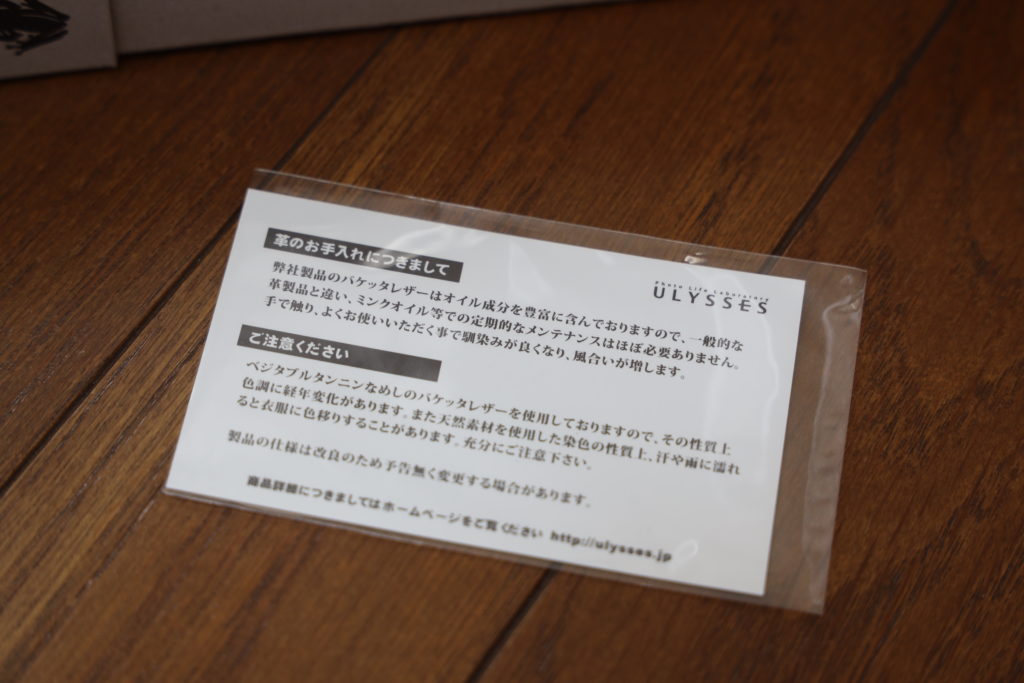 革のお手入れにつきまして
Photo Life Laboratory
ULYSSES
弊社製品のバケッタレザーはオイル成分を豊富に含んでおりますので、一般的な
革製品と違い、ミンクオイル等での定期的なメンテナンスはほぼ必要ありません。
手で触り、よくお使いいただく事で馴染みが良くなり、風合いが増します。
ご注意ください
ベジタブルタンニンなめしのバケッタレザーを使用しておりますので、その性質上
色調に経年変化があります。また天然素材を使用した染色の性質上、汗や雨に濡れ
ると衣服に色移りすることがあります。充分にご注意下さい。
製品の仕様は改良のため予告無く変更する場合があります。
商品詳細につきましてはホームページをご覧ください http://ulysses.jp